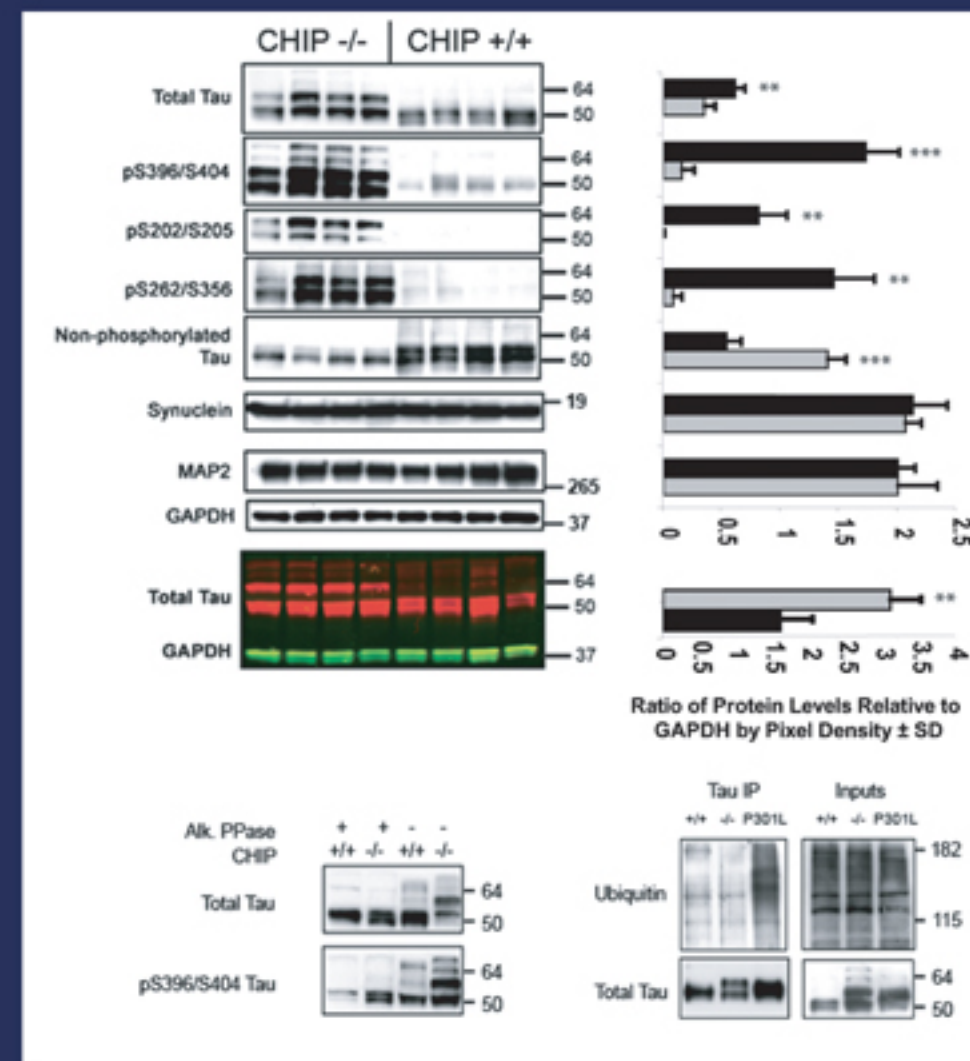 CHIP -/- CHIP +/+
Total Tau 64 **
50
pS396/S404 64 ***
50
pS202/S205 64 **
50
pS262/S356 64 **
50
Non-phosphorylated 64
Tau 50 ***
Synuclein 19
MAP2 265
GAPDH 37
0 0.5 1.5 2 2.5
Total Tau 64 **
50
GAPDH 37
0 0.5 1 1.5 2 2.5 3 3.5 4
Ratio of Protein Levels Relative to
GAPDH by Pixel Density ± SD
Alk. PPase + + - -
CHIP +/+ -/- +/+ -/-
Total Tau 64
50
pS396/S404 Tau 64
50
Tau IP Inputs
+/+ -/- P301L +/+ -/- P301L
Ubiquitin 182
115
Total Tau 64
50